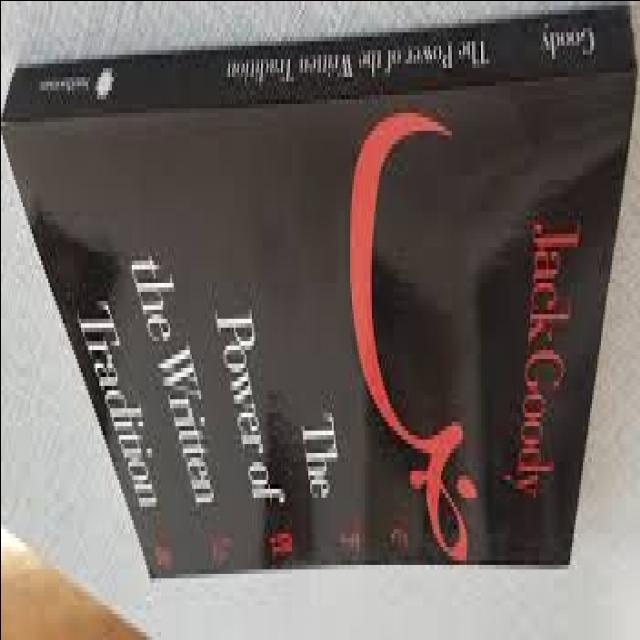 Jack Goody
The
Power of
the Written
Tradition
Goody
The Power of the Written Tradition